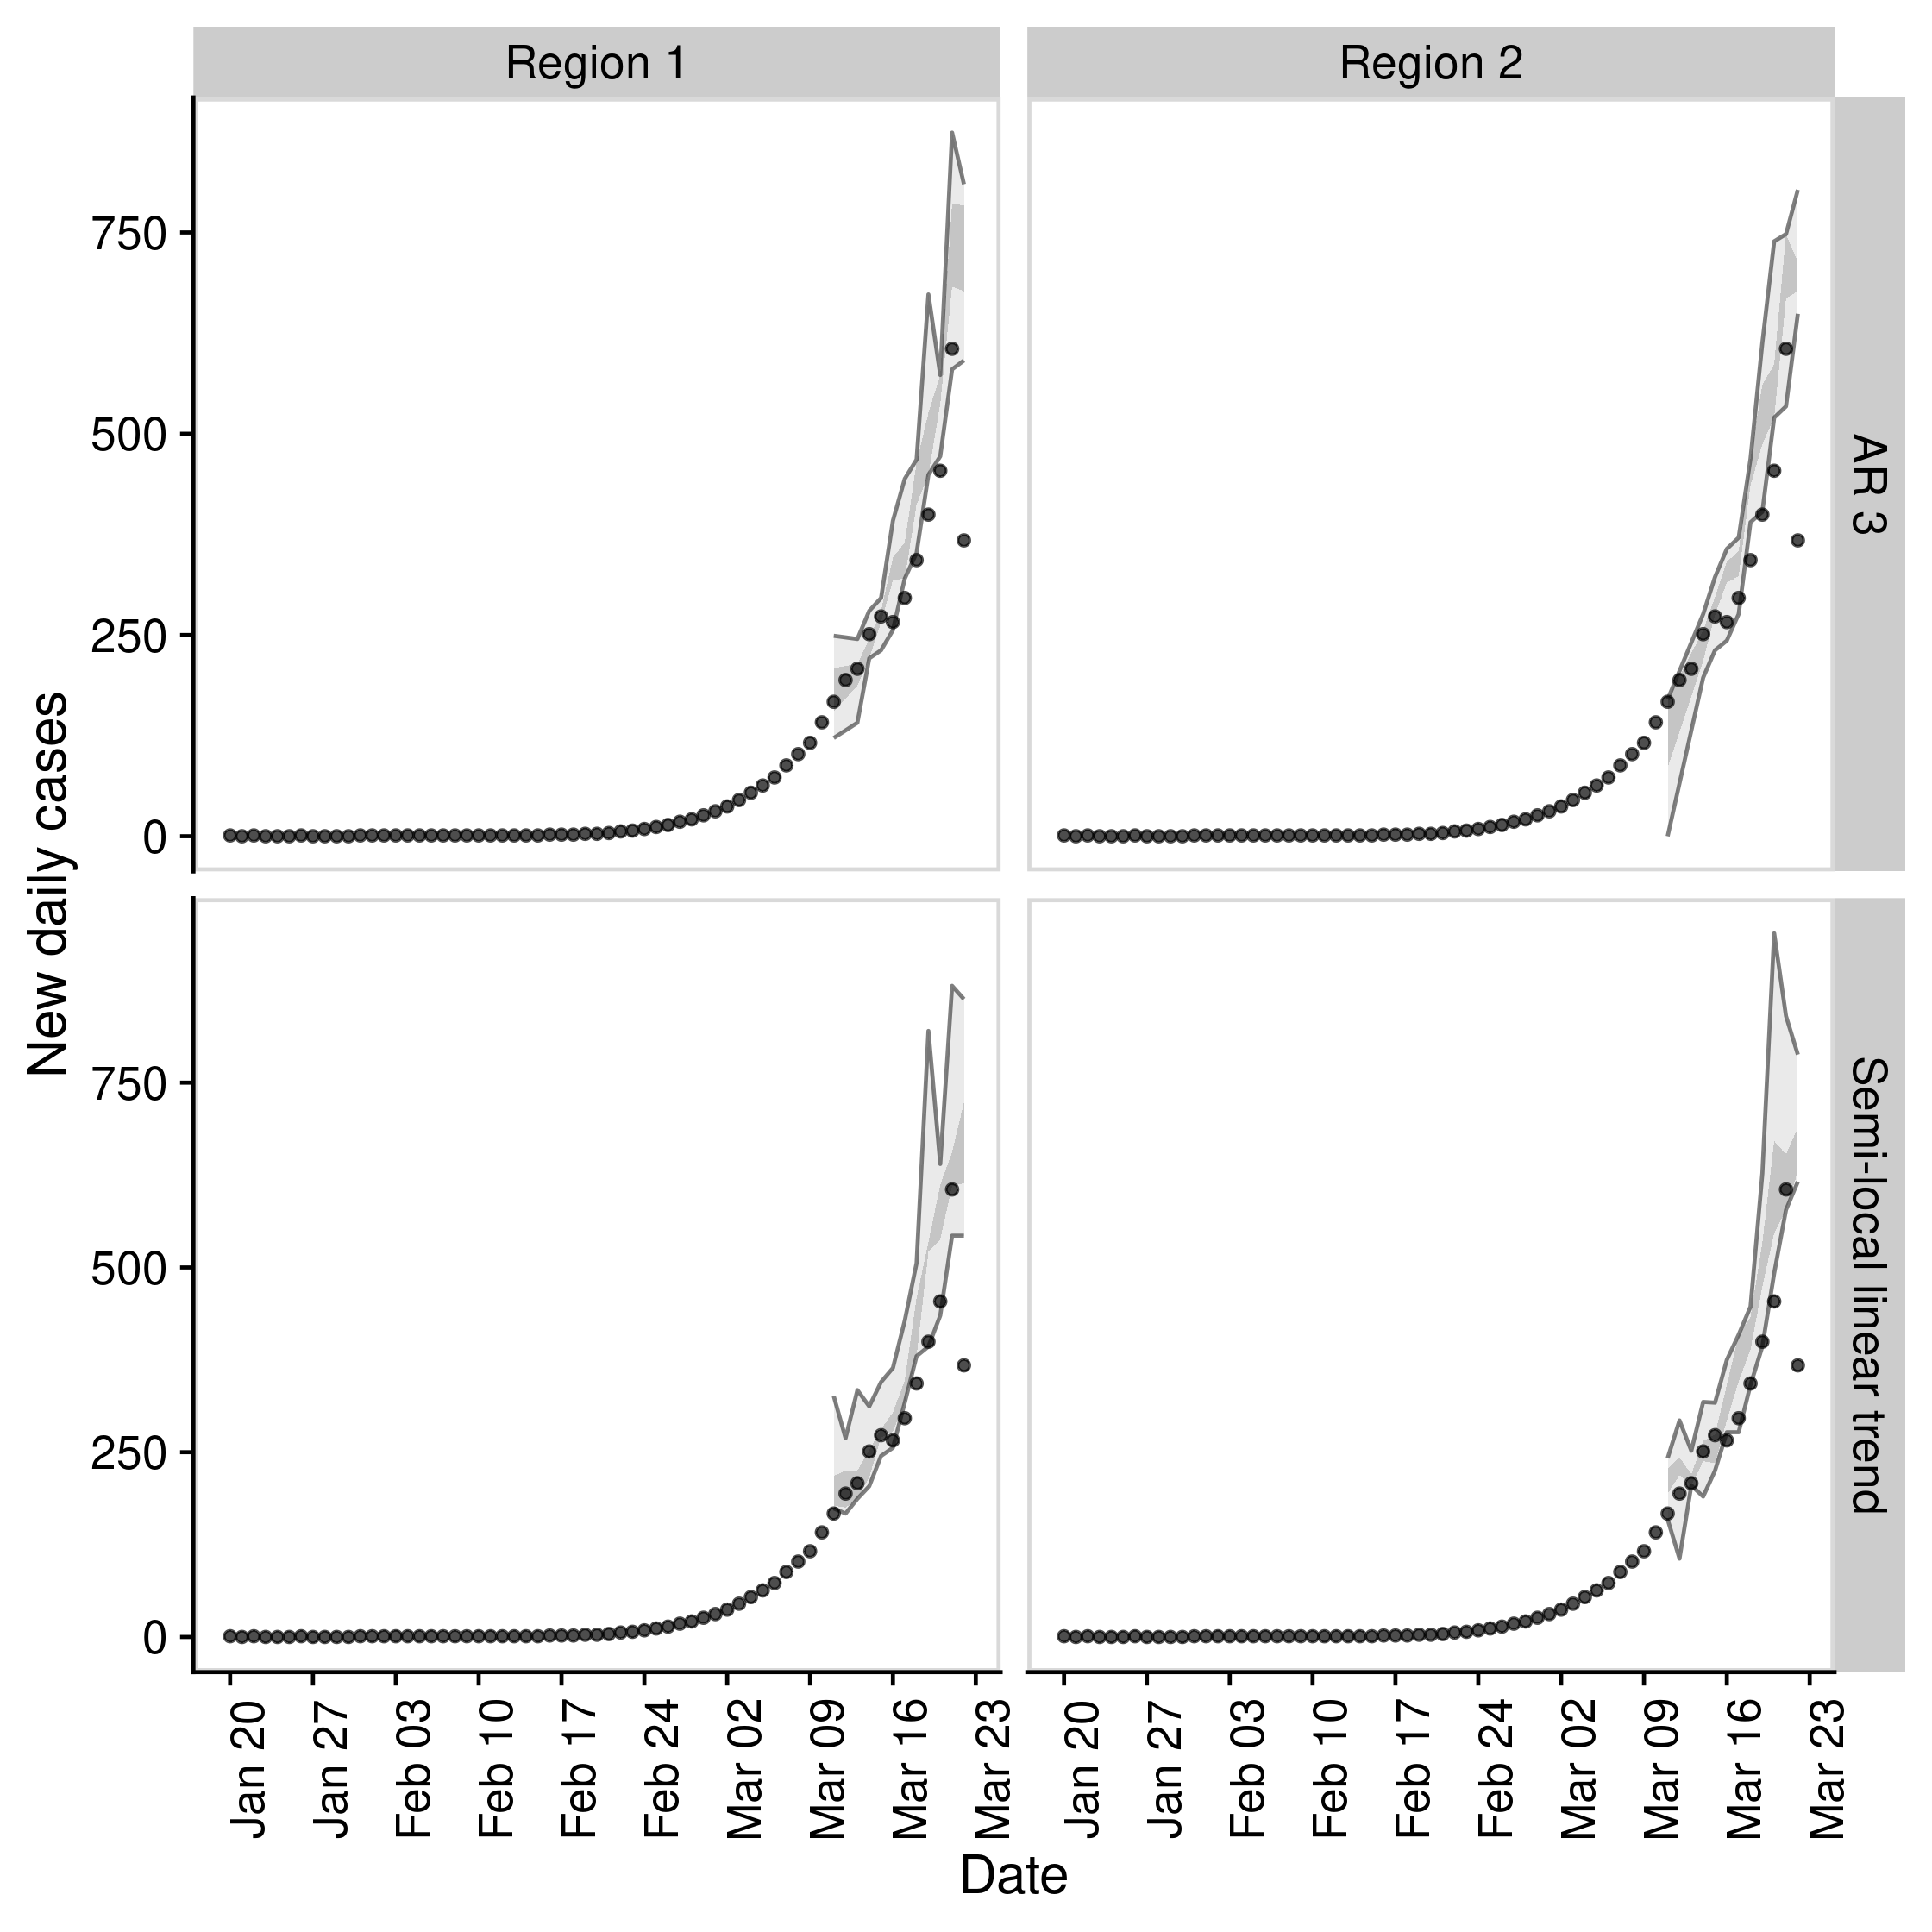 Region 1
Region 2
New daily cases
750
500
250
0
AR 3
750
500
250
0
Semi-local linear trend
Jan 20
Jan 27
Feb 03
Feb 10
Feb 17
Feb 24
Mar 02
Mar 09
Mar 16
Mar 23
Jan 20
Jan 27
Feb 03
Feb 10
Feb 17
Feb 24
Mar 02
Mar 09
Mar 16
Mar 23
Date